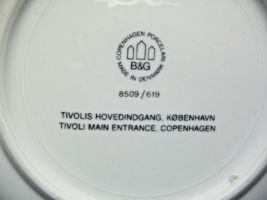 COPENHAGEN PORCELAIN
B&G
MADE IN DENMARK
8509/619
TIVOLIS HOVEDINDGANG, KØBENHAVN
TIVOLI MAIN ENTRANCE, COPENHAGEN